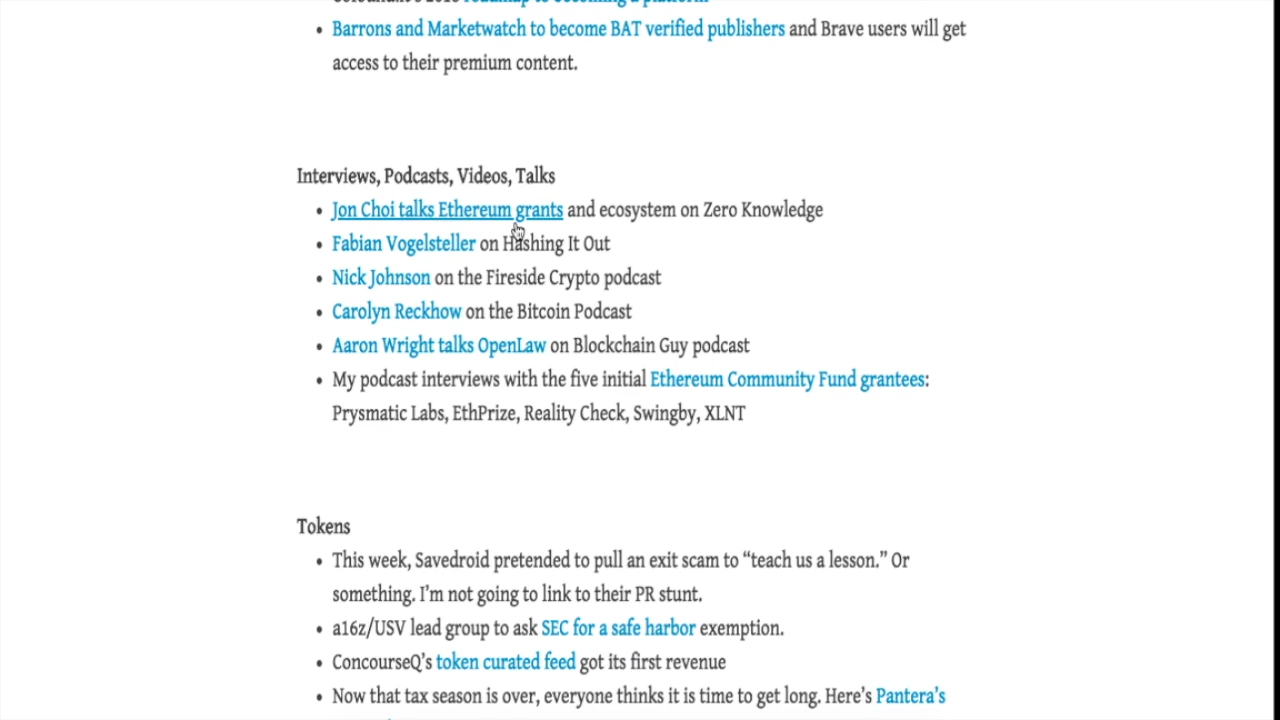 Barrons and Marketwatch to become BAT verified publishers and Brave users will get
access to their premium content.
Interviews, Podcasts, Videos, Talks
Jon Choi talks Ethereum grants and ecosystem on Zero Knowledge
Fabian Vogelsteller on Hashing It Out
Nick Johnson on the Fireside Crypto podcast
Carolyn Reckhow on the Bitcoin Podcast
Aaron Wright talks OpenLaw on Blockchain Guy podcast
My podcast interviews with the five initial Ethereum Community Fund grantees:
Prysmatic Labs, EthPrize, Reality Check, Swingby, XLNT
Tokens
This week, Savedroid pretended to pull an exit scam to “teach us a lesson.” Or
something. I’m not going to link to their PR stunt.
a16z/USV lead group to ask SEC for a safe harbor exemption.
ConcourseQ’s token curated feed got its first revenue
Now that tax season is over, everyone thinks it is time to get long. Here’s Pantera’s